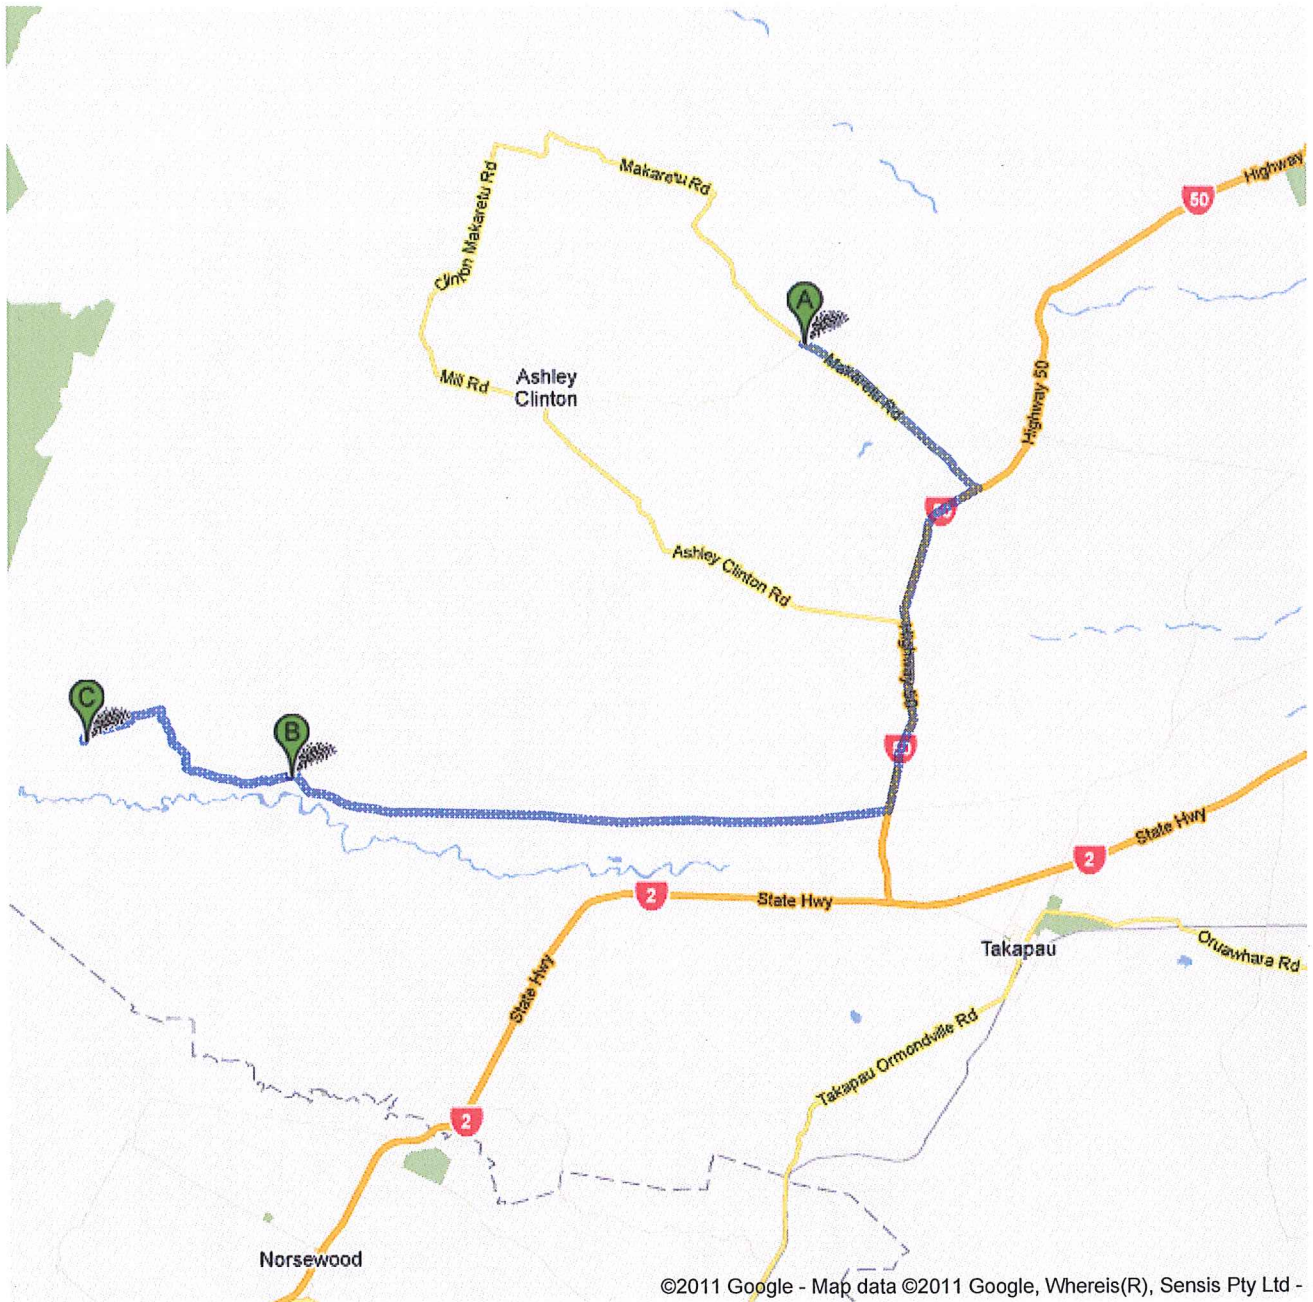 Makaretu Rd
Highway
50
Clinton Makaretu Rd
A
Makaretu Rd
Highway 50
Mill Rd
Ashley
Clinton
Ashley Clinton Rd
Highway 50
C
B
State Hwy
2
2
State Hwy
Takapau
Oruawhara Rd
State Hwy
Takapau Ormondville Rd
2
Norsewood
©2011 Google - Map data ©2011 Google, Whereis(R), Sensis Pty Ltd -